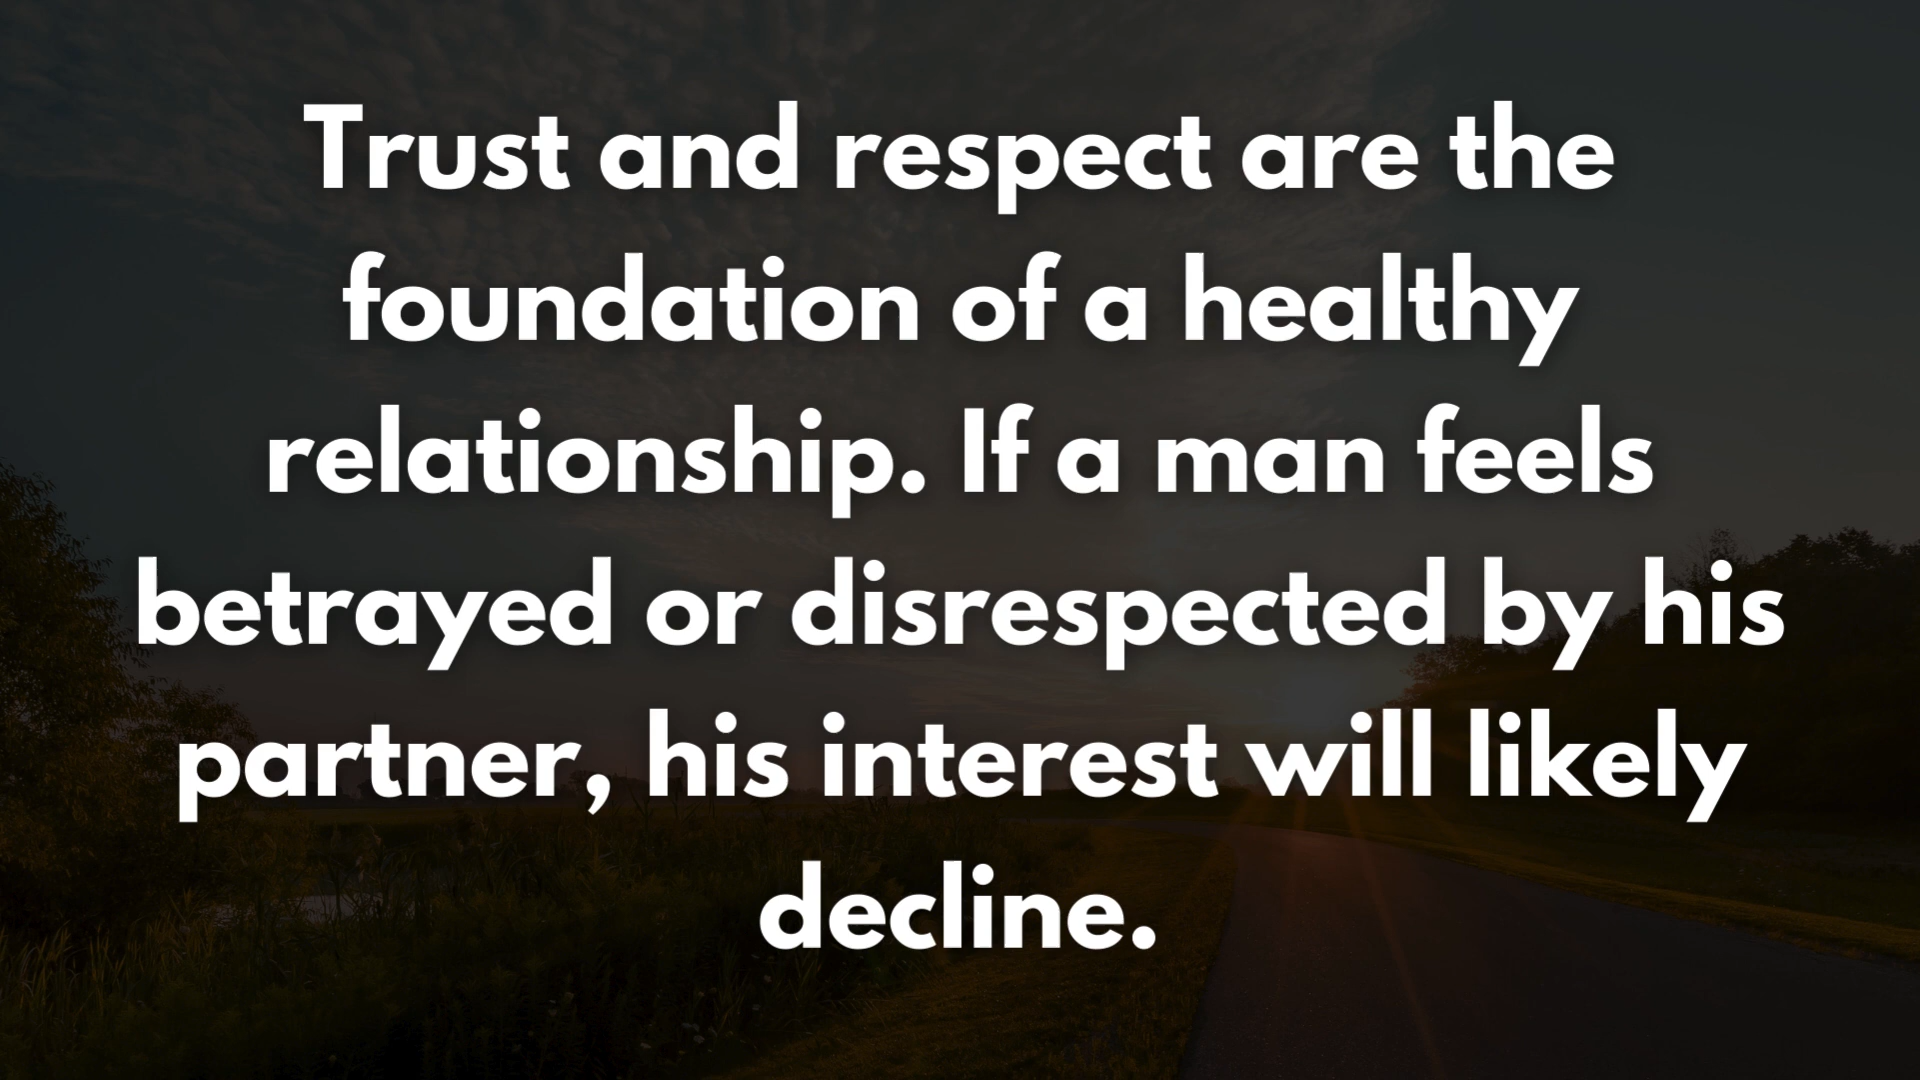 Trust and respect are the
foundation of a healthy
relationship. If a man feels
betrayed or disrespected by his
partner, his interest will likely
decline.